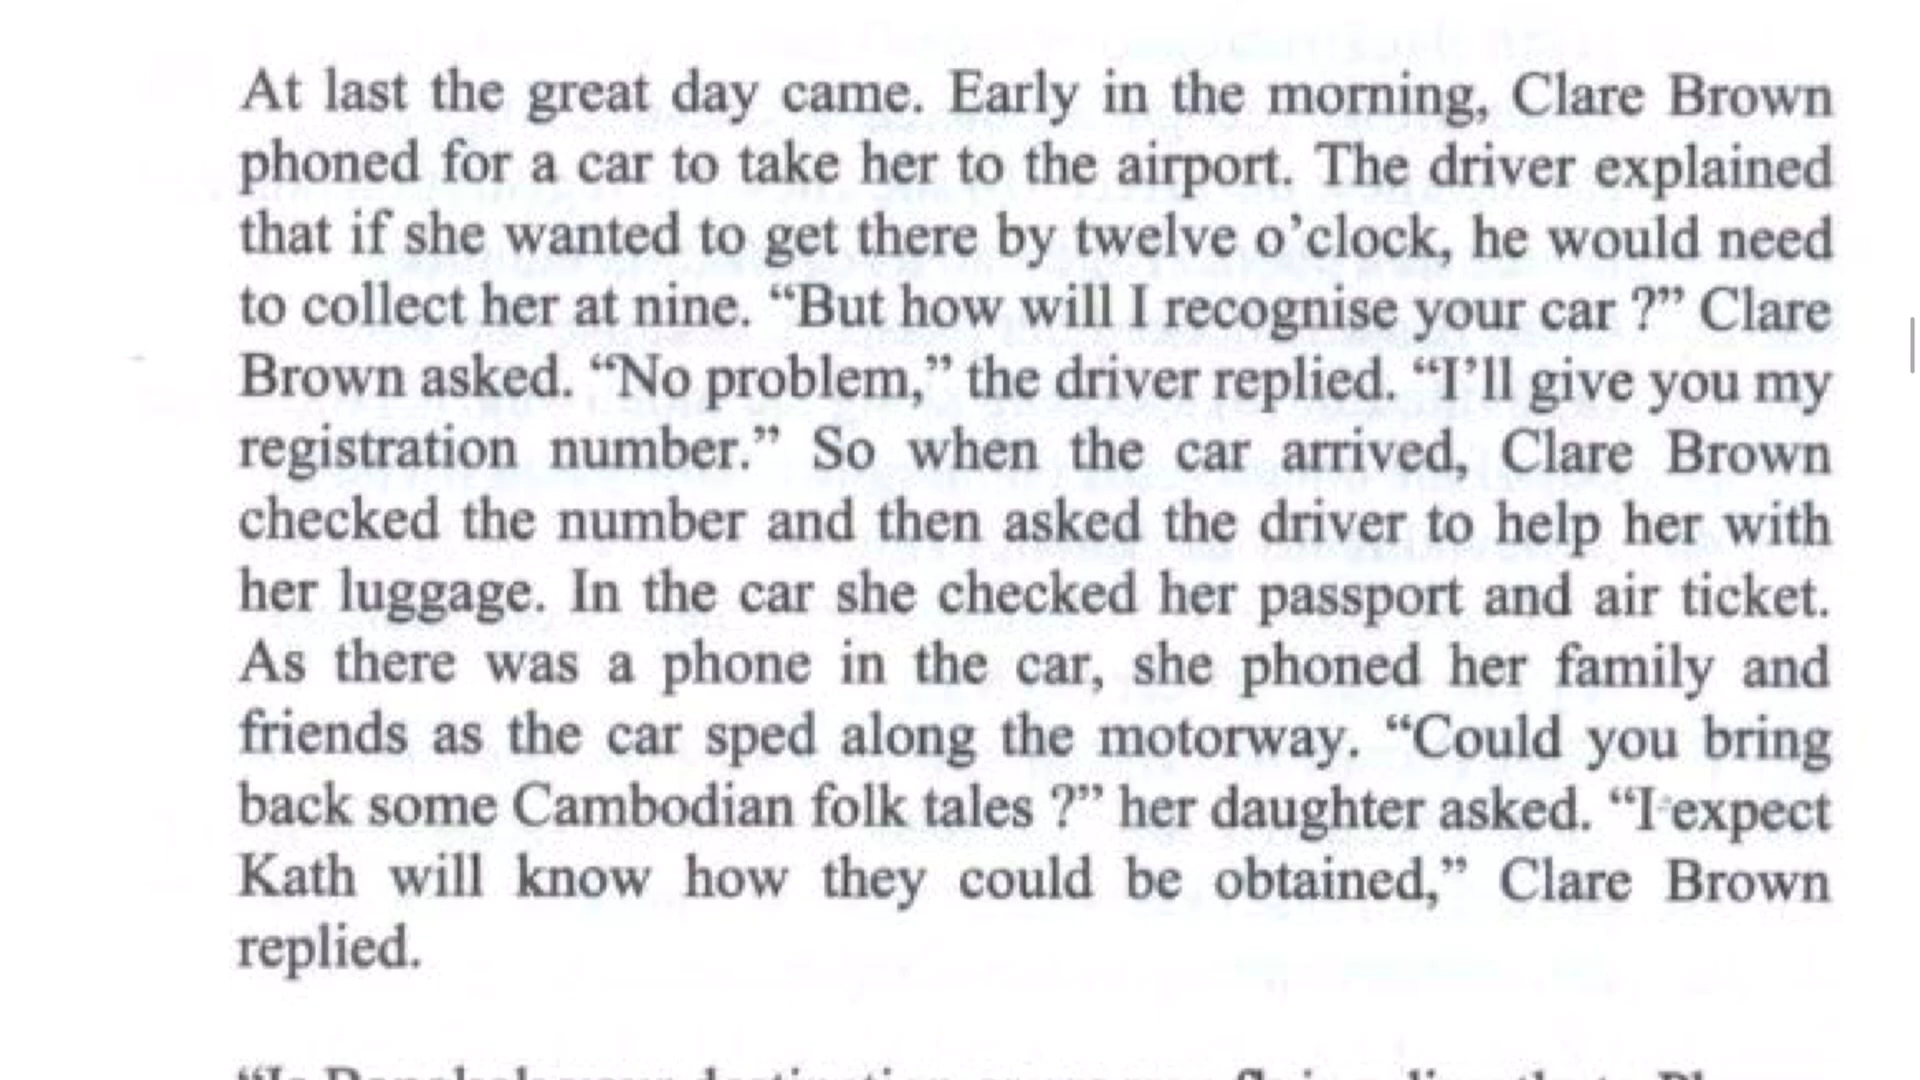 At last the great day came. Early in the morning, Clare Brown
phoned for a car to take her to the airport. The driver explained
that if she wanted to get there by twelve o’clock, he would need
to collect her at nine. “But how will I recognise your car ?” Clare
Brown asked. “No problem,” the driver replied. “I’ll give you my
registration number.” So when the car arrived, Clare Brown
checked the number and then asked the driver to help her with
her luggage. In the car she checked her passport and air ticket.
As there was a phone in the car, she phoned her family and
friends as the car sped along the motorway. “Could you bring
back some Cambodian folk tales ?” her daughter asked. “I expect
Kath will know how they could be obtained,” Clare Brown
replied.